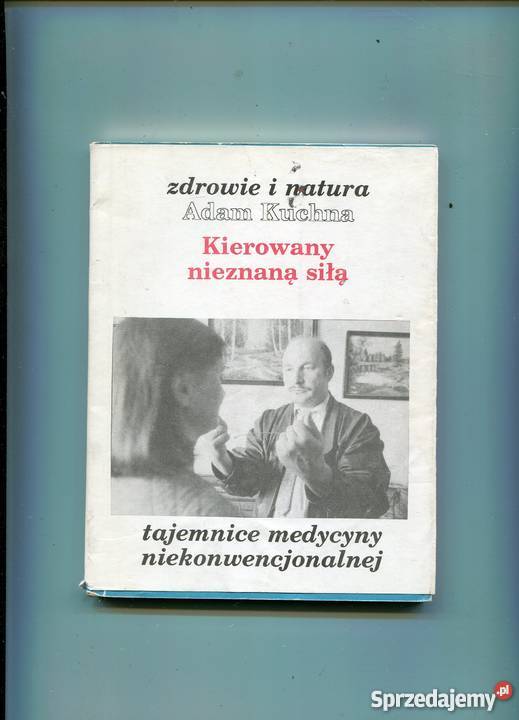 zdrowie i natura
Adam Kuchna
Kierowany
nieznaną siłą
tajemnice medycyny
niekonwencjonalnej
Sprzedajemy.pl